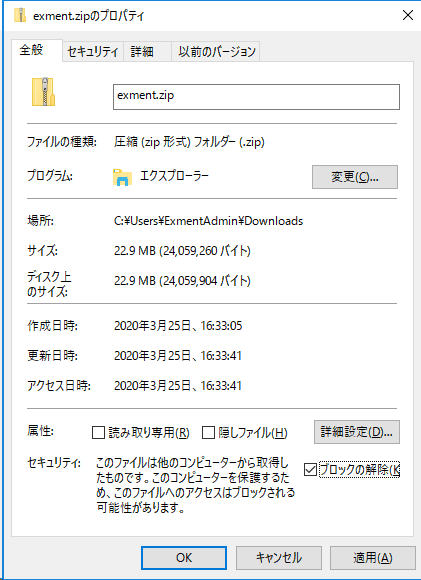 exment.zipのプロパティ
全般 セキュリティ 詳細 以前のバージョン
exment.zip
ファイルの種類: 圧縮 (zip 形式) フォルダー (.zip)
プログラム: エクスプローラー 変更(C)...
場所: C:¥Users¥ExmentAdmin¥Downloads
サイズ: 22.9 MB (24,059,260 バイト)
ディスク上
のサイズ: 22.9 MB (24,059,904 バイト)
作成日時: 2020年3月25日、16:33:05
更新日時: 2020年3月25日、16:33:41
アクセス日時: 2020年3月25日、16:33:41
属性: 読み取り専用(R) 隠しファイル(H) 詳細設定(D)...
セキュリティ: このファイルは他のコンピューターから取得し
たものです。このコンピューターを保護するた
め、このファイルへのアクセスはブロックされる
可能性があります。
ブロックの解除(K
OK キャンセル 適用(A)